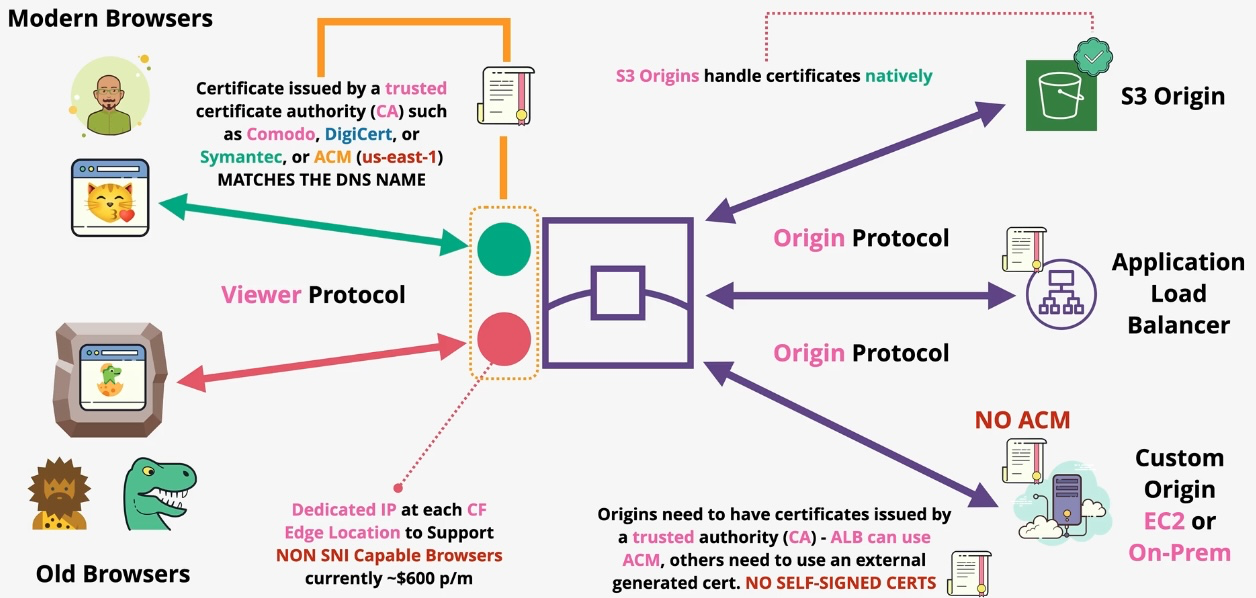 Modern Browsers
Certificate issued by a trusted
certificate authority (CA) such
as Comodo, DigiCert, or
Symantec, or ACM (us-east-1)
MATCHES THE DNS NAME
S3 Origins handle certificates natively
S3 Origin
Viewer Protocol
Origin Protocol
Application
Load
Balancer
Origin Protocol
NO ACM
Custom
Origin
EC2 or
On-Prem
Old Browsers
Dedicated IP at each CF
Edge Location to Support
NON SNI Capable Browsers
currently ~$600 p/m
Origins need to have certificates issued by
a trusted authority (CA) - ALB can use
ACM, others need to use an external
generated cert. NO SELF-SIGNED CERTS